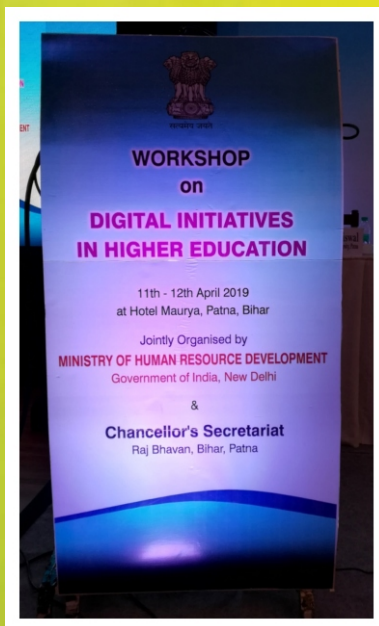 सत्यमेव जयते
WORKSHOP
on
DIGITAL INITIATIVES
IN HIGHER EDUCATION
11th - 12th April 2019
at Hotel Maurya, Patna, Bihar
Jointly Organised by
MINISTRY OF HUMAN RESOURCE DEVELOPMENT
Government of India, New Delhi
&
Chancellor's Secretariat
Raj Bhavan, Bihar, Patna